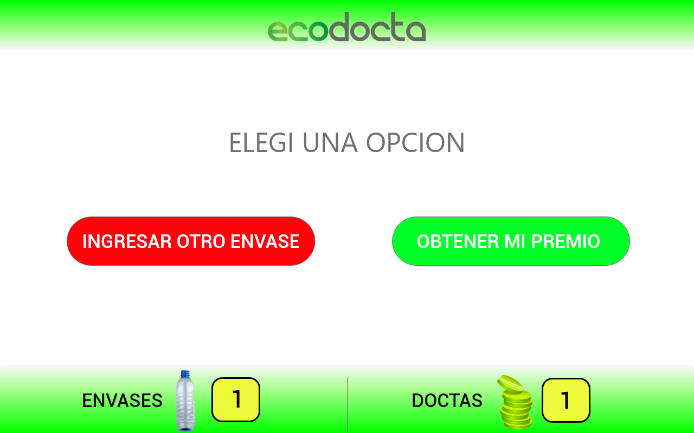 ecodocta
ELEGI UNA OPCION
INGRESAR OTRO ENVASE
OBTENER MI PREMIO
ENVASES 1
DOCTAS 1